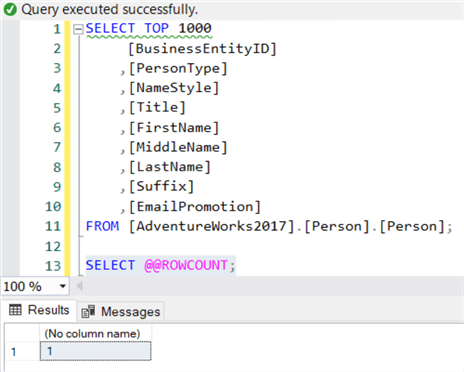 Query executed successfully.
1 SELECT TOP 1000
2 [BusinessEntityID]
3 ,[PersonType]
4 ,[NameStyle]
5 ,[Title]
6 ,[FirstName]
7 ,[MiddleName]
8 ,[LastName]
9 ,[Suffix]
10 ,[EmailPromotion]
11 FROM [AdventureWorks2017].[Person].[Person];
12
13 SELECT @@ROWCOUNT;
100 %
Results Messages
(No column name)
1 1